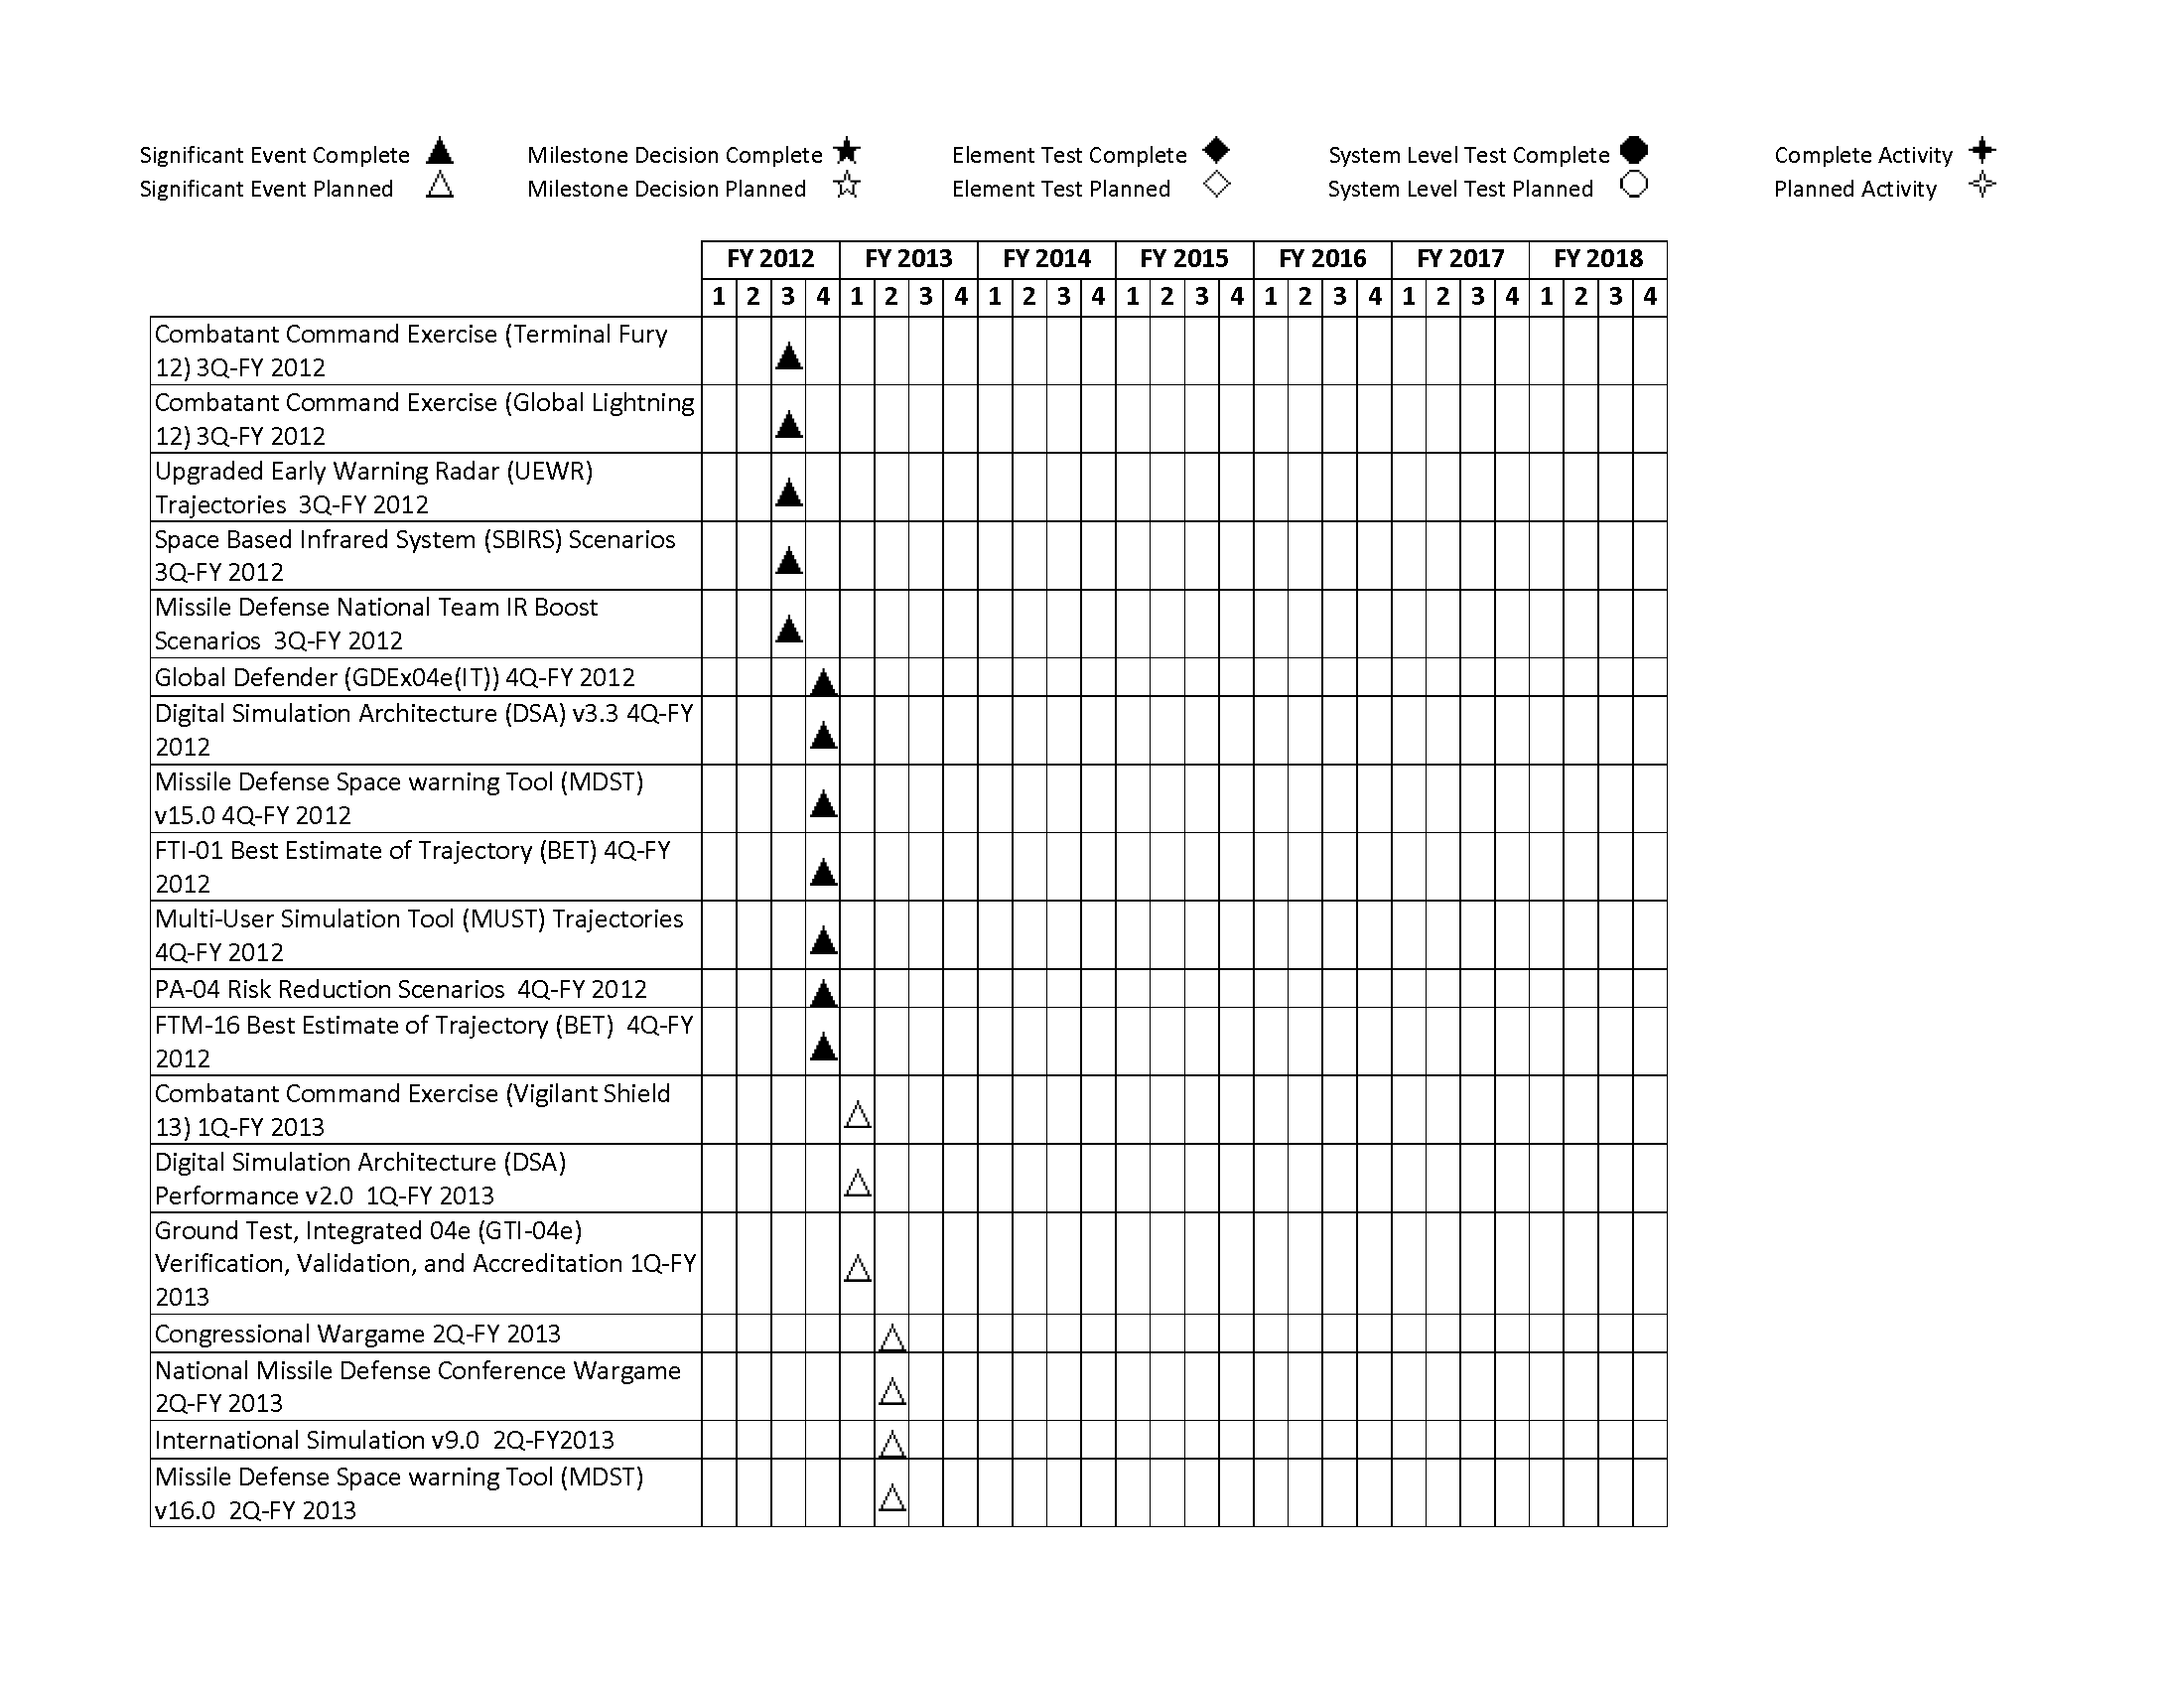 Significant Event Complete Milestone Decision Complete Element Test Complete System Level Test Complete Complete Activity
Significant Event Planned Milestone Decision Planned Element Test Planned System Level Test Planned Planned Activity
FY 2012 FY 2013 FY 2014 FY 2015 FY 2016 FY 2017 FY 2018
1 2 3 4 1 2 3 4 1 2 3 4 1 2 3 4 1 2 3 4 1 2 3 4 1 2 3 4
Combatant Command Exercise (Terminal Fury
12) 3Q-FY 2012
Combatant Command Exercise (Global Lightning
12) 3Q-FY 2012
Upgraded Early Warning Radar (UEWR)
Trajectories  3Q-FY 2012
Space Based Infrared System (SBIRS) Scenarios
3Q-FY 2012
Missile Defense National Team IR Boost
Scenarios  3Q-FY 2012
Global Defender (GDEx04e(IT)) 4Q-FY 2012
Digital Simulation Architecture (DSA) v3.3 4Q-FY
2012
Missile Defense Space warning Tool (MDST)
v15.0 4Q-FY 2012
FTI-01 Best Estimate of Trajectory (BET) 4Q-FY
2012
Multi-User Simulation Tool (MUST) Trajectories
4Q-FY 2012
PA-04 Risk Reduction Scenarios  4Q-FY 2012
FTM-16 Best Estimate of Trajectory (BET)  4Q-FY
2012
Combatant Command Exercise (Vigilant Shield
13) 1Q-FY 2013
Digital Simulation Architecture (DSA)
Performance v2.0  1Q-FY 2013
Ground Test, Integrated 04e (GTI-04e)
Verification, Validation, and Accreditation 1Q-FY
2013
Congressional Wargame 2Q-FY 2013
National Missile Defense Conference Wargame
2Q-FY 2013
International Simulation v9.0  2Q-FY2013
Missile Defense Space warning Tool (MDST)
v16.0  2Q-FY 2013